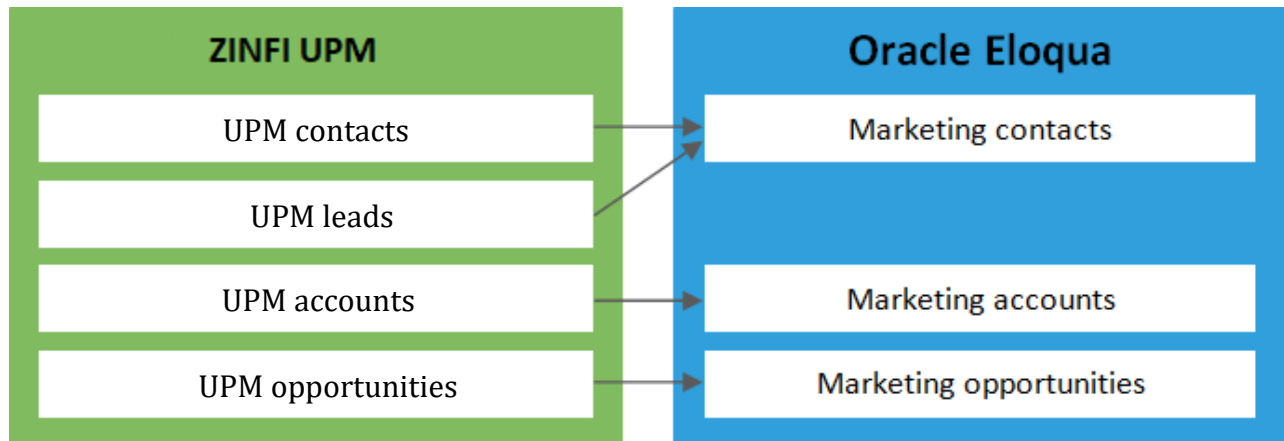 ZINFI UPM
UPM contacts
UPM leads
UPM accounts
UPM opportunities
Oracle Eloqua
Marketing contacts
Marketing accounts
Marketing opportunities